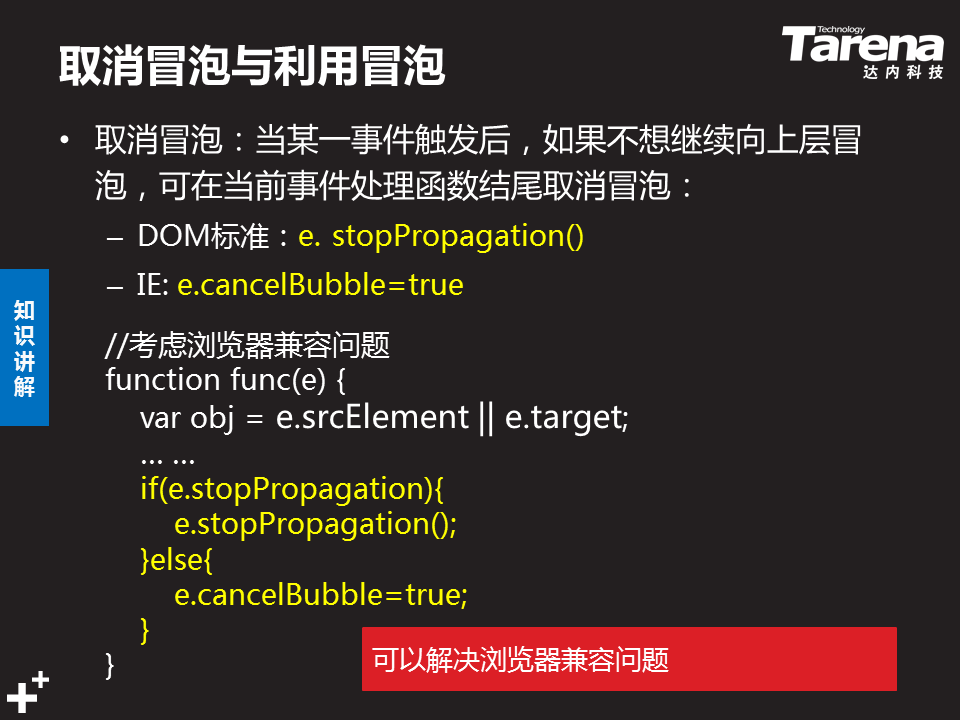 取消冒泡与利用冒泡
Technology
Tarena
达内科技
• 取消冒泡：当某一事件触发后，如果不想继续向上层冒
泡，可在当前事件处理函数结尾取消冒泡：
– DOM标准：e. stopPropagation()
– IE: e.cancelBubble=true
知识讲解
//考虑浏览器兼容问题
function func(e) {
var obj = e.srcElement || e.target;
… …
if(e.stopPropagation){
e.stopPropagation();
}else{
e.cancelBubble=true;
}
}
可以解决浏览器兼容问题